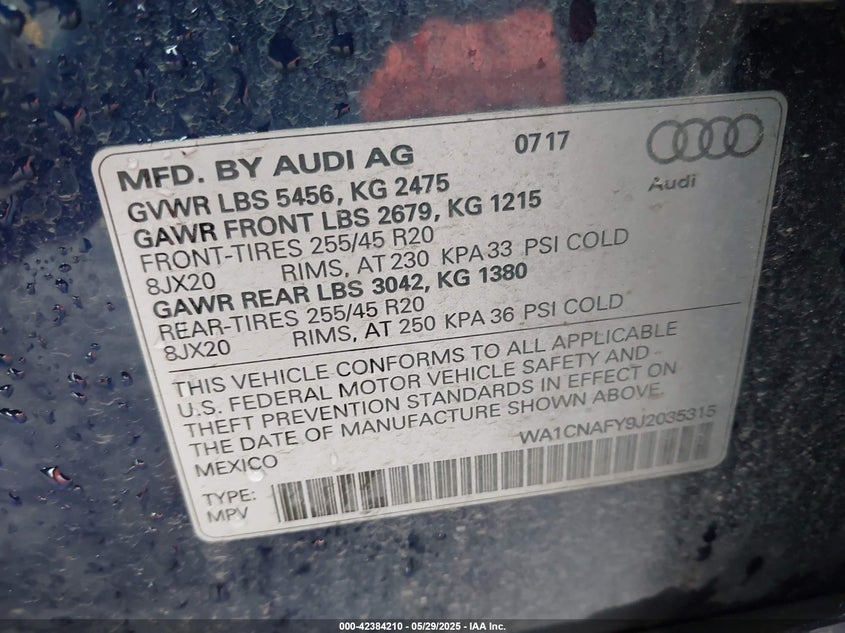 MFD. BY AUDI AG 07 17
Audi
GVWR LBS 5456, KG 2475
GAWR FRONT LBS 2679, KG 1215
FRONT-TIRES 255/45 R20
8JX20 RIMS, AT 230 KPA 33 PSI COLD
GAWR REAR LBS 3042, KG 1380
REAR-TIRES 255/45 R20
8JX20 RIMS, AT 250 KPA 36 PSI COLD
THIS VEHICLE CONFORMS TO ALL APPLICABLE
U.S. FEDERAL MOTOR VEHICLE SAFETY AND
THEFT PREVENTION STANDARDS IN EFFECT ON
THE DATE OF MANUFACTURE SHOWN ABOVE.
MEXICO WA1CNAFY9J2035315
TYPE:
MPV
000-42384210 - 05/29/2025 - IAA Inc.